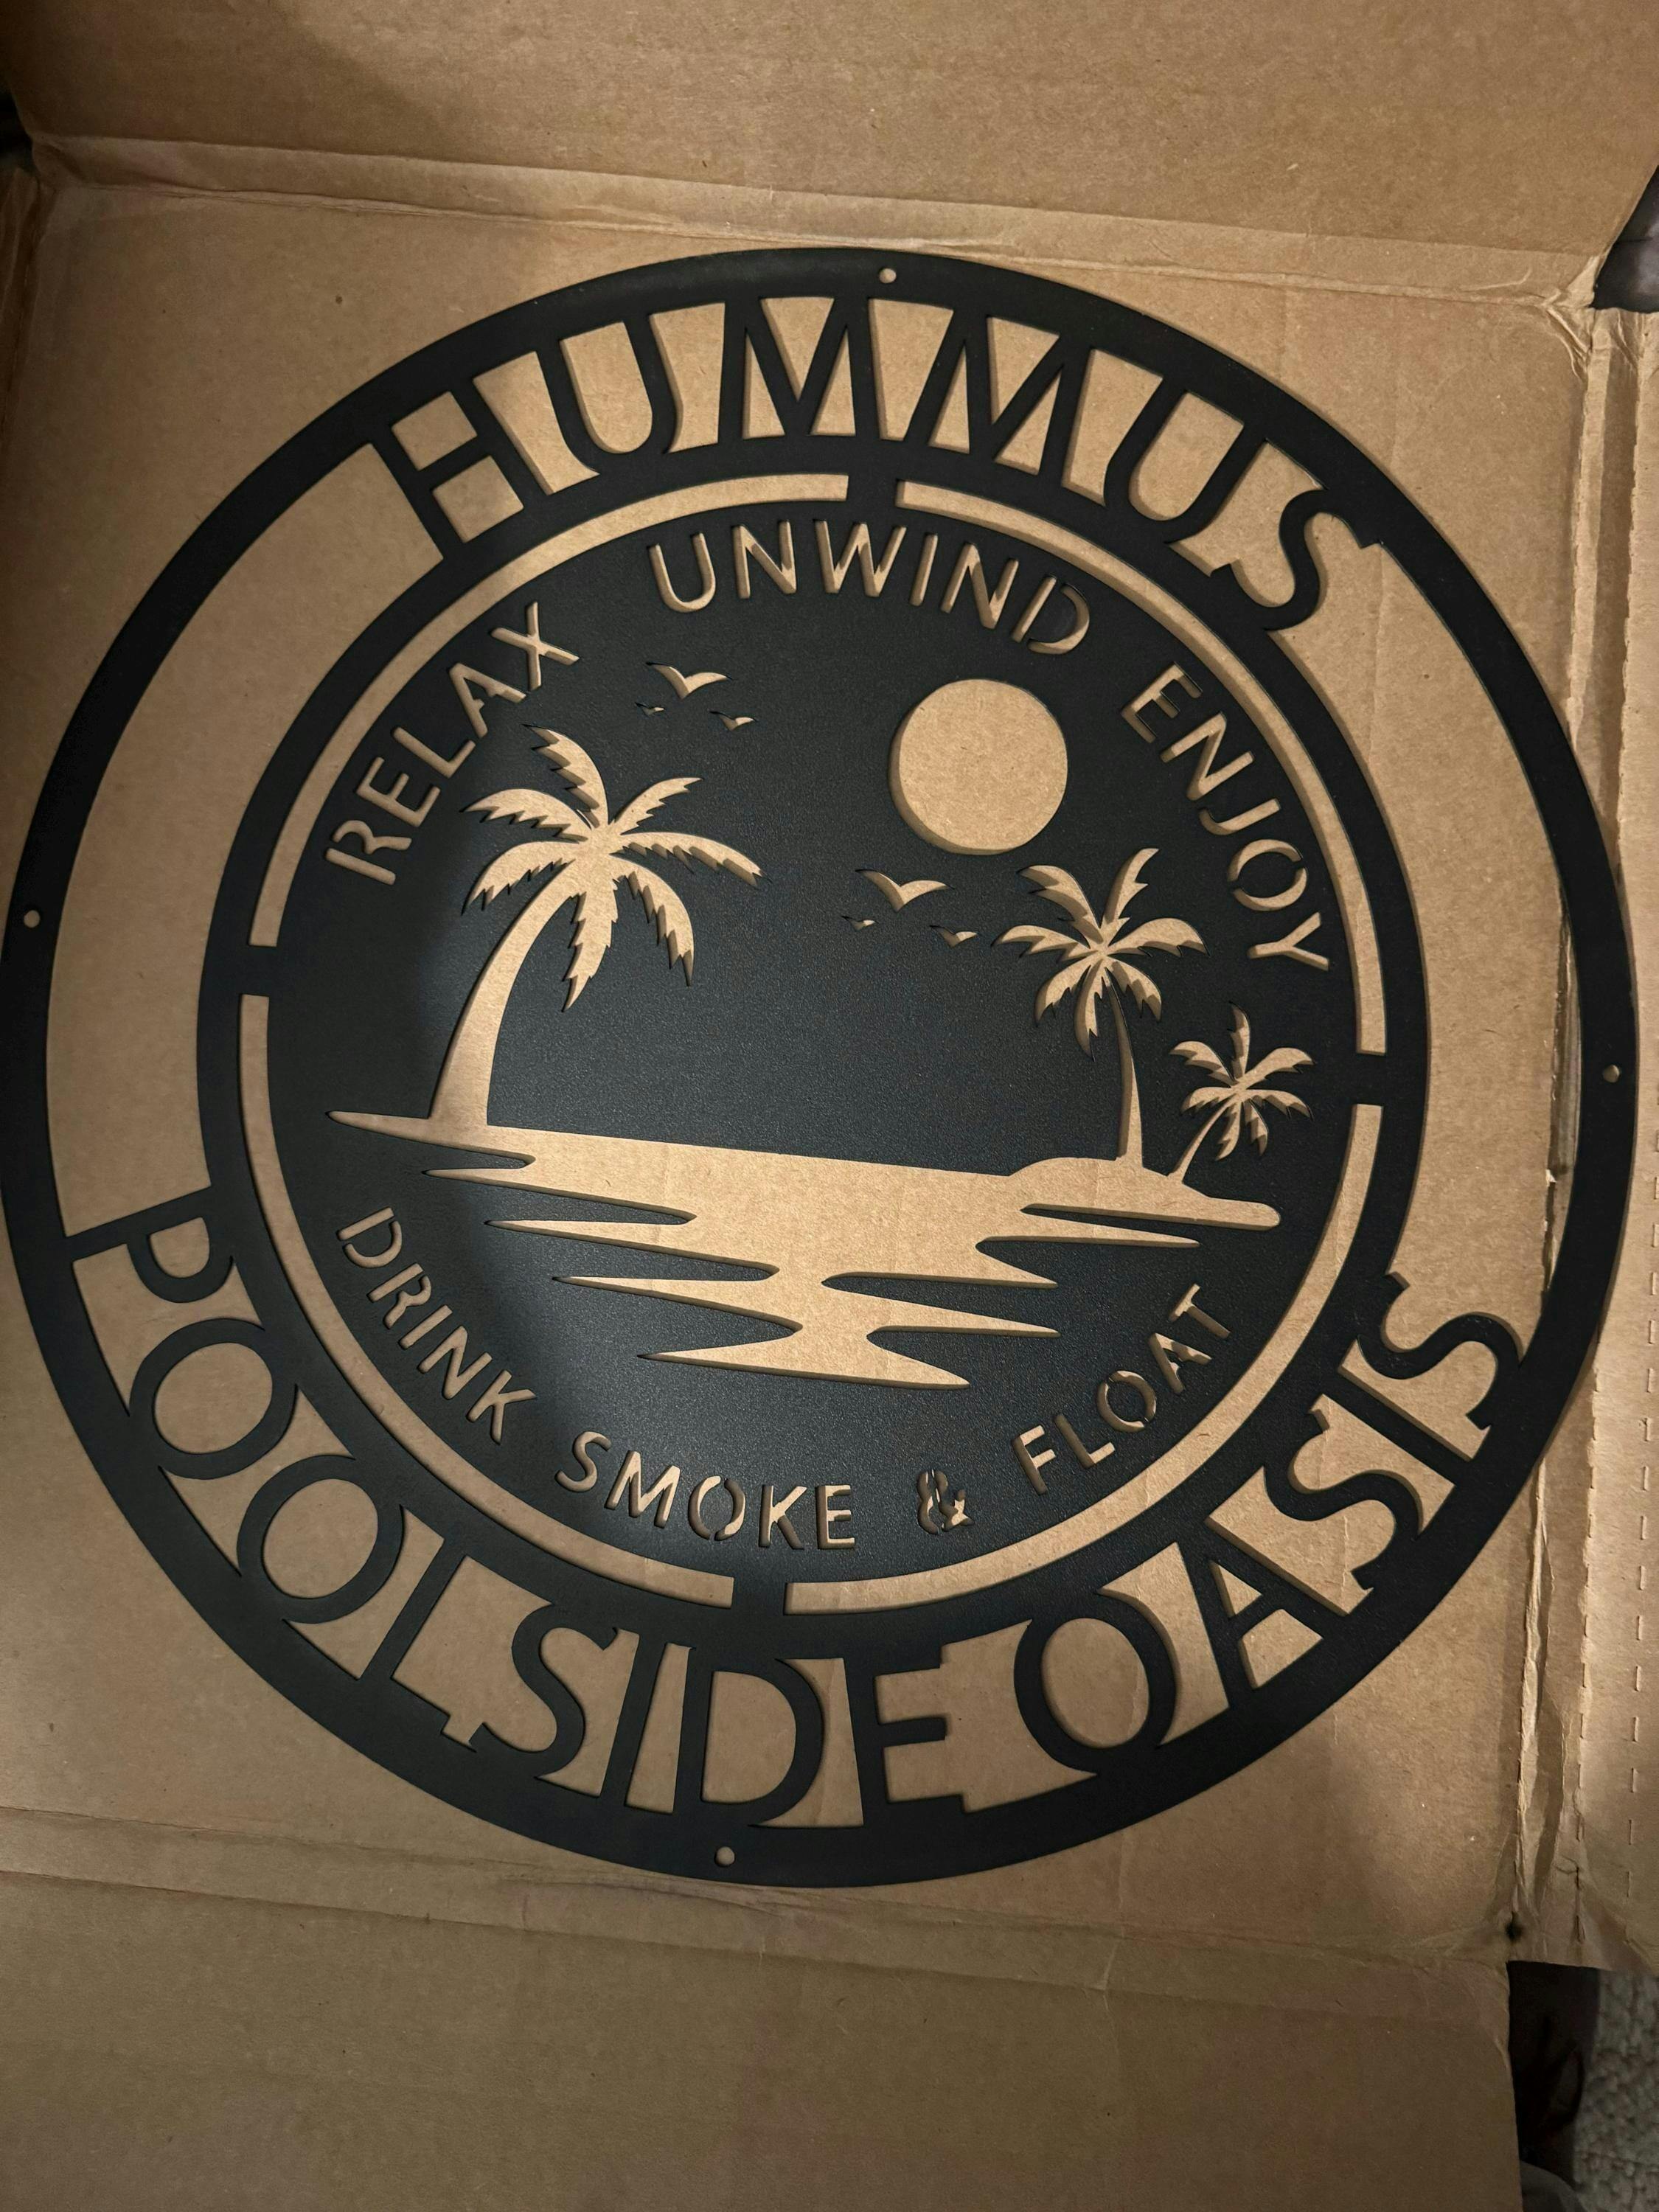 HUMMUS
RELAX UNWIND ENJOY
DRINK SMOKE & FLOAT
POOLSIDE OASIS